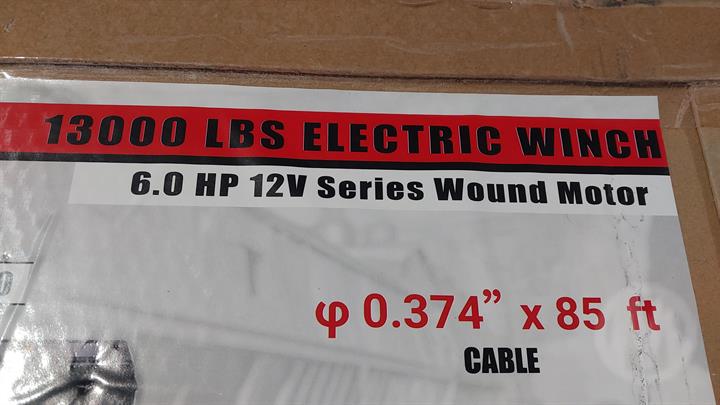 13000 LBS ELECTRIC WINCH
6.0 HP 12V Series Wound Motor
φ 0.374” x 85 ft
CABLE